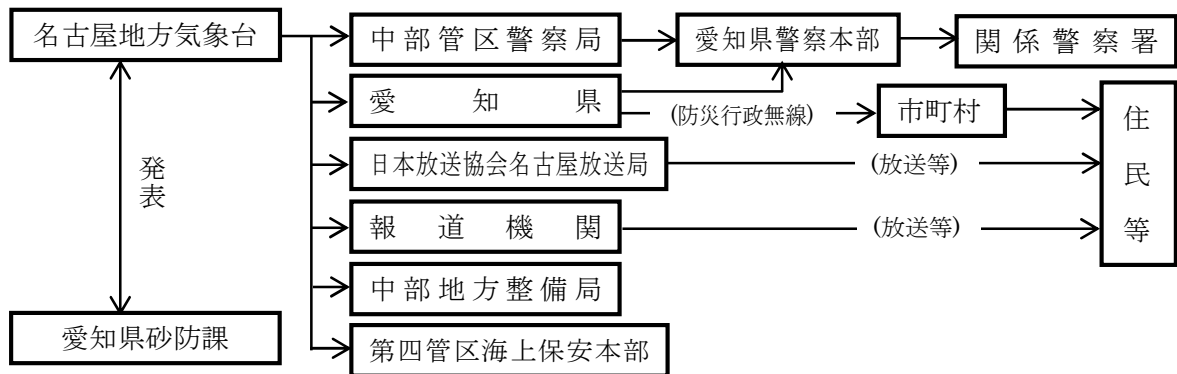 名古屋地方気象台
中部管区警察局
愛知県警察本部
関係警察署
愛知県
(防災行政無線)
市町村
住民等
日本放送協会名古屋放送局
(放送等)
発表
報道機関
(放送等)
中部地方整備局
愛知県砂防課
第四管区海上保安本部